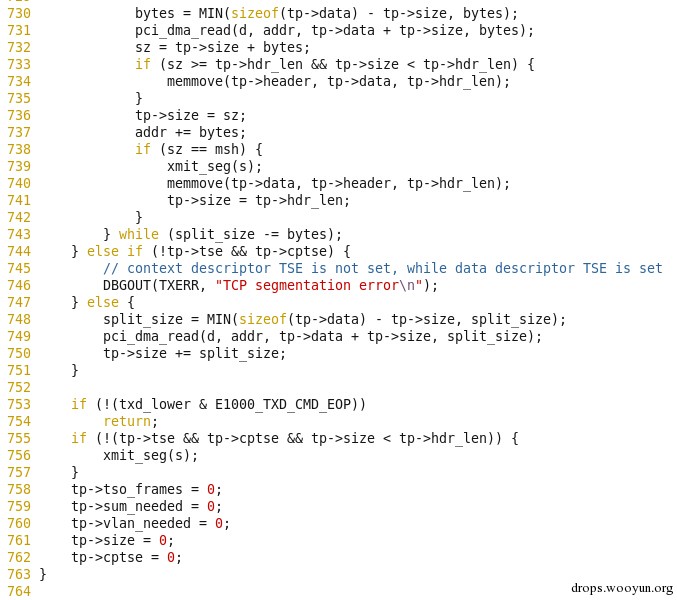 730             bytes = MIN(sizeof(tp->data) - tp->size, bytes);
731             pci_dma_read(d, addr, tp->data + tp->size, bytes);
732             sz = tp->size + bytes;
733             if (sz >= tp->hdr_len && tp->size < tp->hdr_len) {
734                 memmove(tp->header, tp->data, tp->hdr_len);
735             }
736             tp->size = sz;
737             addr += bytes;
738             if (sz == msh) {
739                 xmit_seg(s);
740                 memmove(tp->data, tp->header, tp->hdr_len);
741                 tp->size = tp->hdr_len;
742             }
743         } while (split_size -= bytes);
744     } else if (!tp->tse && tp->cptse) {
745         // context descriptor TSE is not set, while data descriptor TSE is set
746         DBGOUT(TXERR, "TCP segmentation error\n");
747     } else {
748         split_size = MIN(sizeof(tp->data) - tp->size, split_size);
749         pci_dma_read(d, addr, tp->data + tp->size, split_size);
750         tp->size += split_size;
751     }
752
753     if (!(txd_lower & E1000_TXD_CMD_EOP))
754         return;
755     if (!(tp->tse && tp->cptse && tp->size < tp->hdr_len)) {
756         xmit_seg(s);
757     }
758     tp->tso_frames = 0;
759     tp->sum_needed = 0;
760     tp->vlan_needed = 0;
761     tp->size = 0;
762     tp->cptse = 0;
763 }
764
drops.wooyun.org